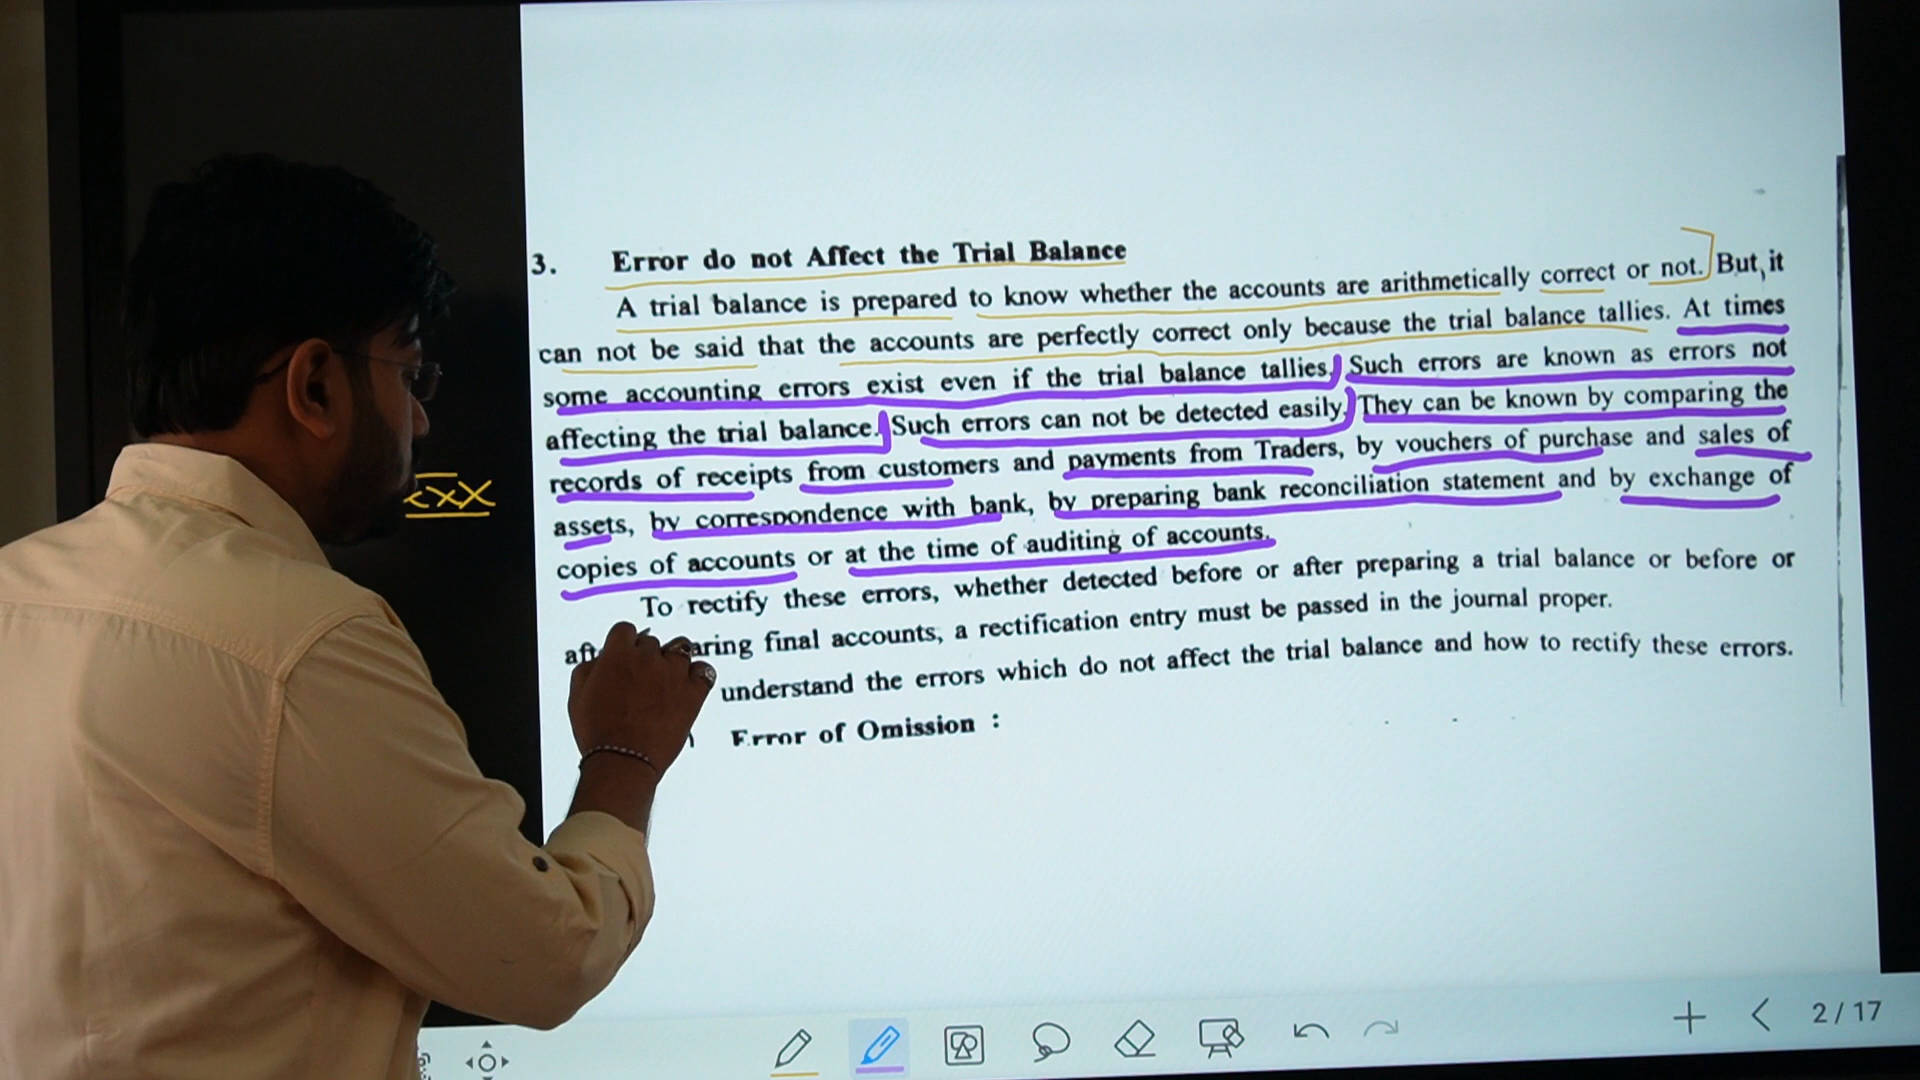 3. Error do not Affect the Trial Balance
A trial balance is prepared to know whether the accounts are arithmetically correct or not. But, it
can not be said that the accounts are perfectly correct only because the trial balance tallies. At times
some accounting errors exist even if the trial balance tallies. Such errors are known as errors not
affecting the trial balance. Such errors can not be detected easily. They can be known by comparing the
records of receipts from customers and payments from Traders, by vouchers of purchase and sales of
assets, by correspondence with bank, by preparing bank reconciliation statement and by exchange of
copies of accounts or at the time of auditing of accounts.
To rectify these errors, whether detected before or after preparing a trial balance or before or
final accounts, a rectification entry must be passed in the journal proper.
understand the errors which do not affect the trial balance and how to rectify these errors.
Error of Omission :
2 / 17